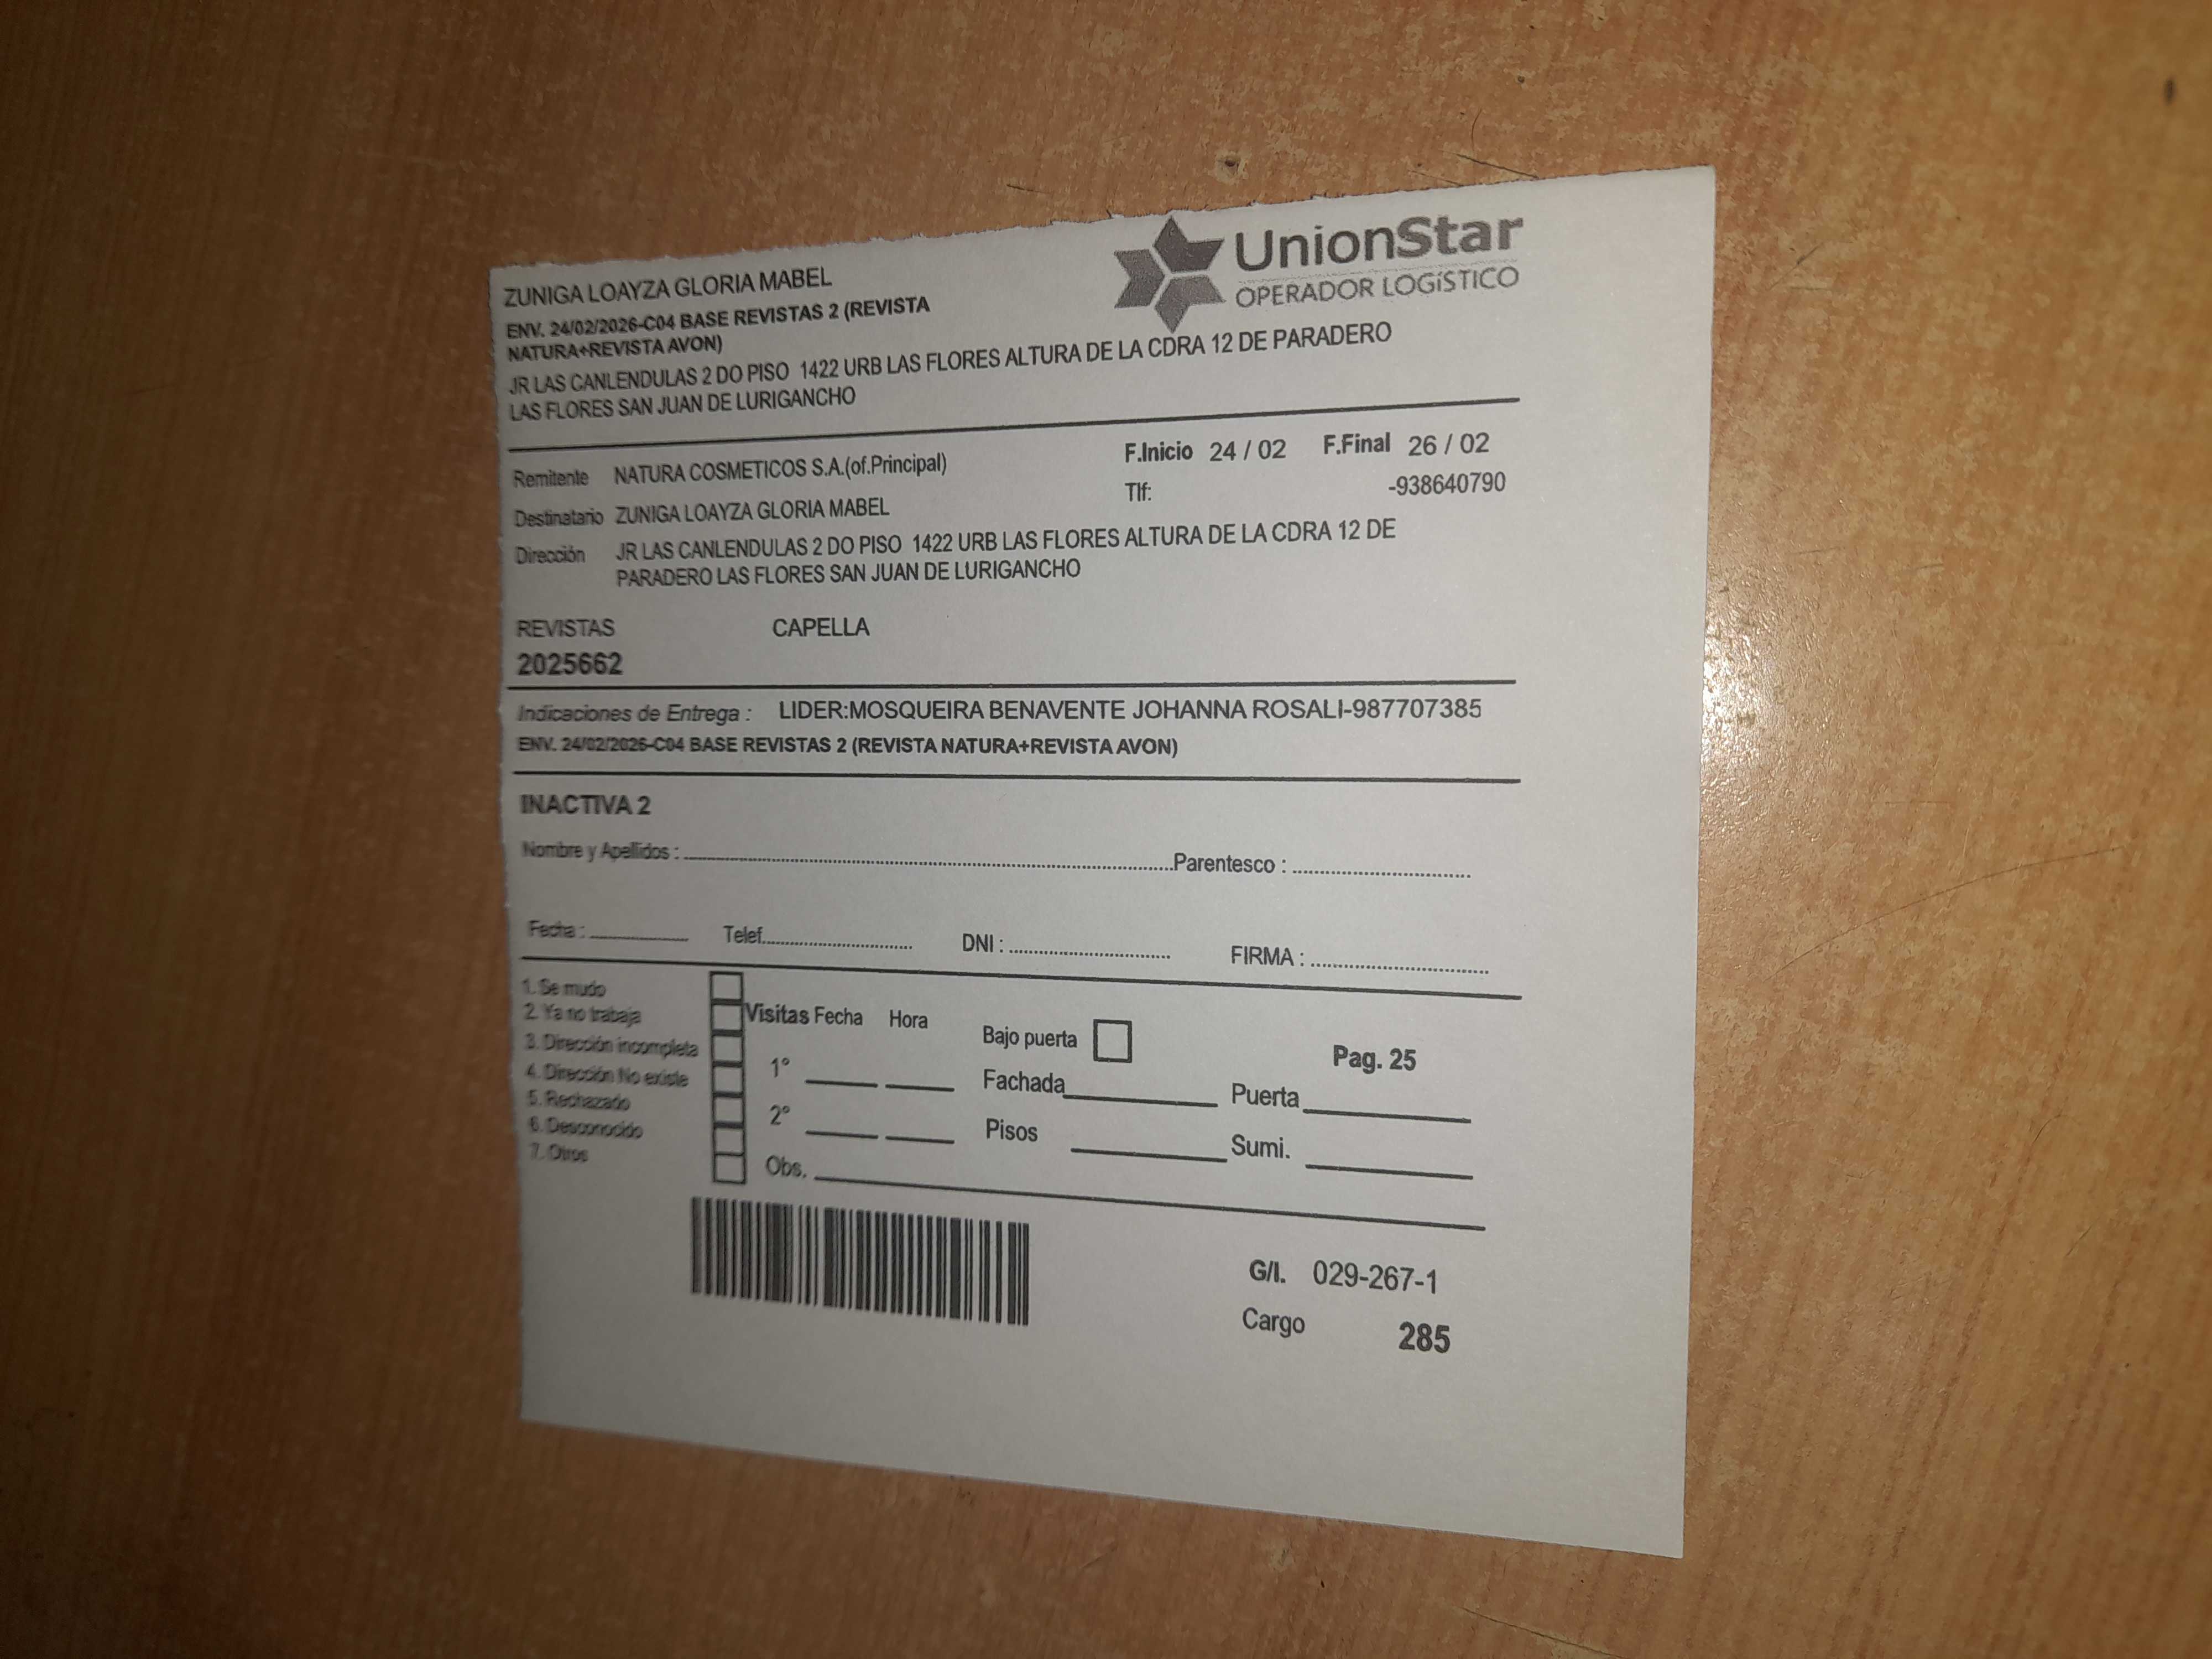 ZUNIGA LOAYZA GLORIA MABEL
ENV. 24/02/2026-C04 BASE REVISTAS 2 (REVISTA
NATURA+REVISTA AVON)
UnionStar
OPERADOR LOGÍSTICO
JR LAS CANLENDULAS 2 DO PISO 1422 URB LAS FLORES ALTURA DE LA CDRA 12 DE PARADERO
LAS FLORES SAN JUAN DE LURIGANCHO
Remitente NATURA COSMETICOS S.A.(of.Principal) F.Inicio 24 / 02 F.Final 26 / 02
Destinatario ZUNIGA LOAYZA GLORIA MABEL Tlf: -938640790
Dirección JR LAS CANLENDULAS 2 DO PISO 1422 URB LAS FLORES ALTURA DE LA CDRA 12 DE
PARADERO LAS FLORES SAN JUAN DE LURIGANCHO
REVISTAS CAPELLA
2025662
Indicaciones de Entrega : LIDER:MOSQUEIRA BENAVENTE JOHANNA ROSALI-987707385
ENV. 24/02/2026-C04 BASE REVISTAS 2 (REVISTA NATURA+REVISTA AVON)
INACTIVA 2
Nombre y Apellidos : Parentesco :
Fecha : Telef. DNI : FIRMA :
1. Se mudo
2. Ya no trabaja
3. Dirección incompleta
4. Dirección No existe
5. Rechazado
6. Desconocido
7. Otros
Visitas Fecha Hora
1°
2°
Obs.
Bajo puerta Pag. 25
Fachada Puerta
Pisos Sumi.
G/I. 029-267-1
Cargo 285